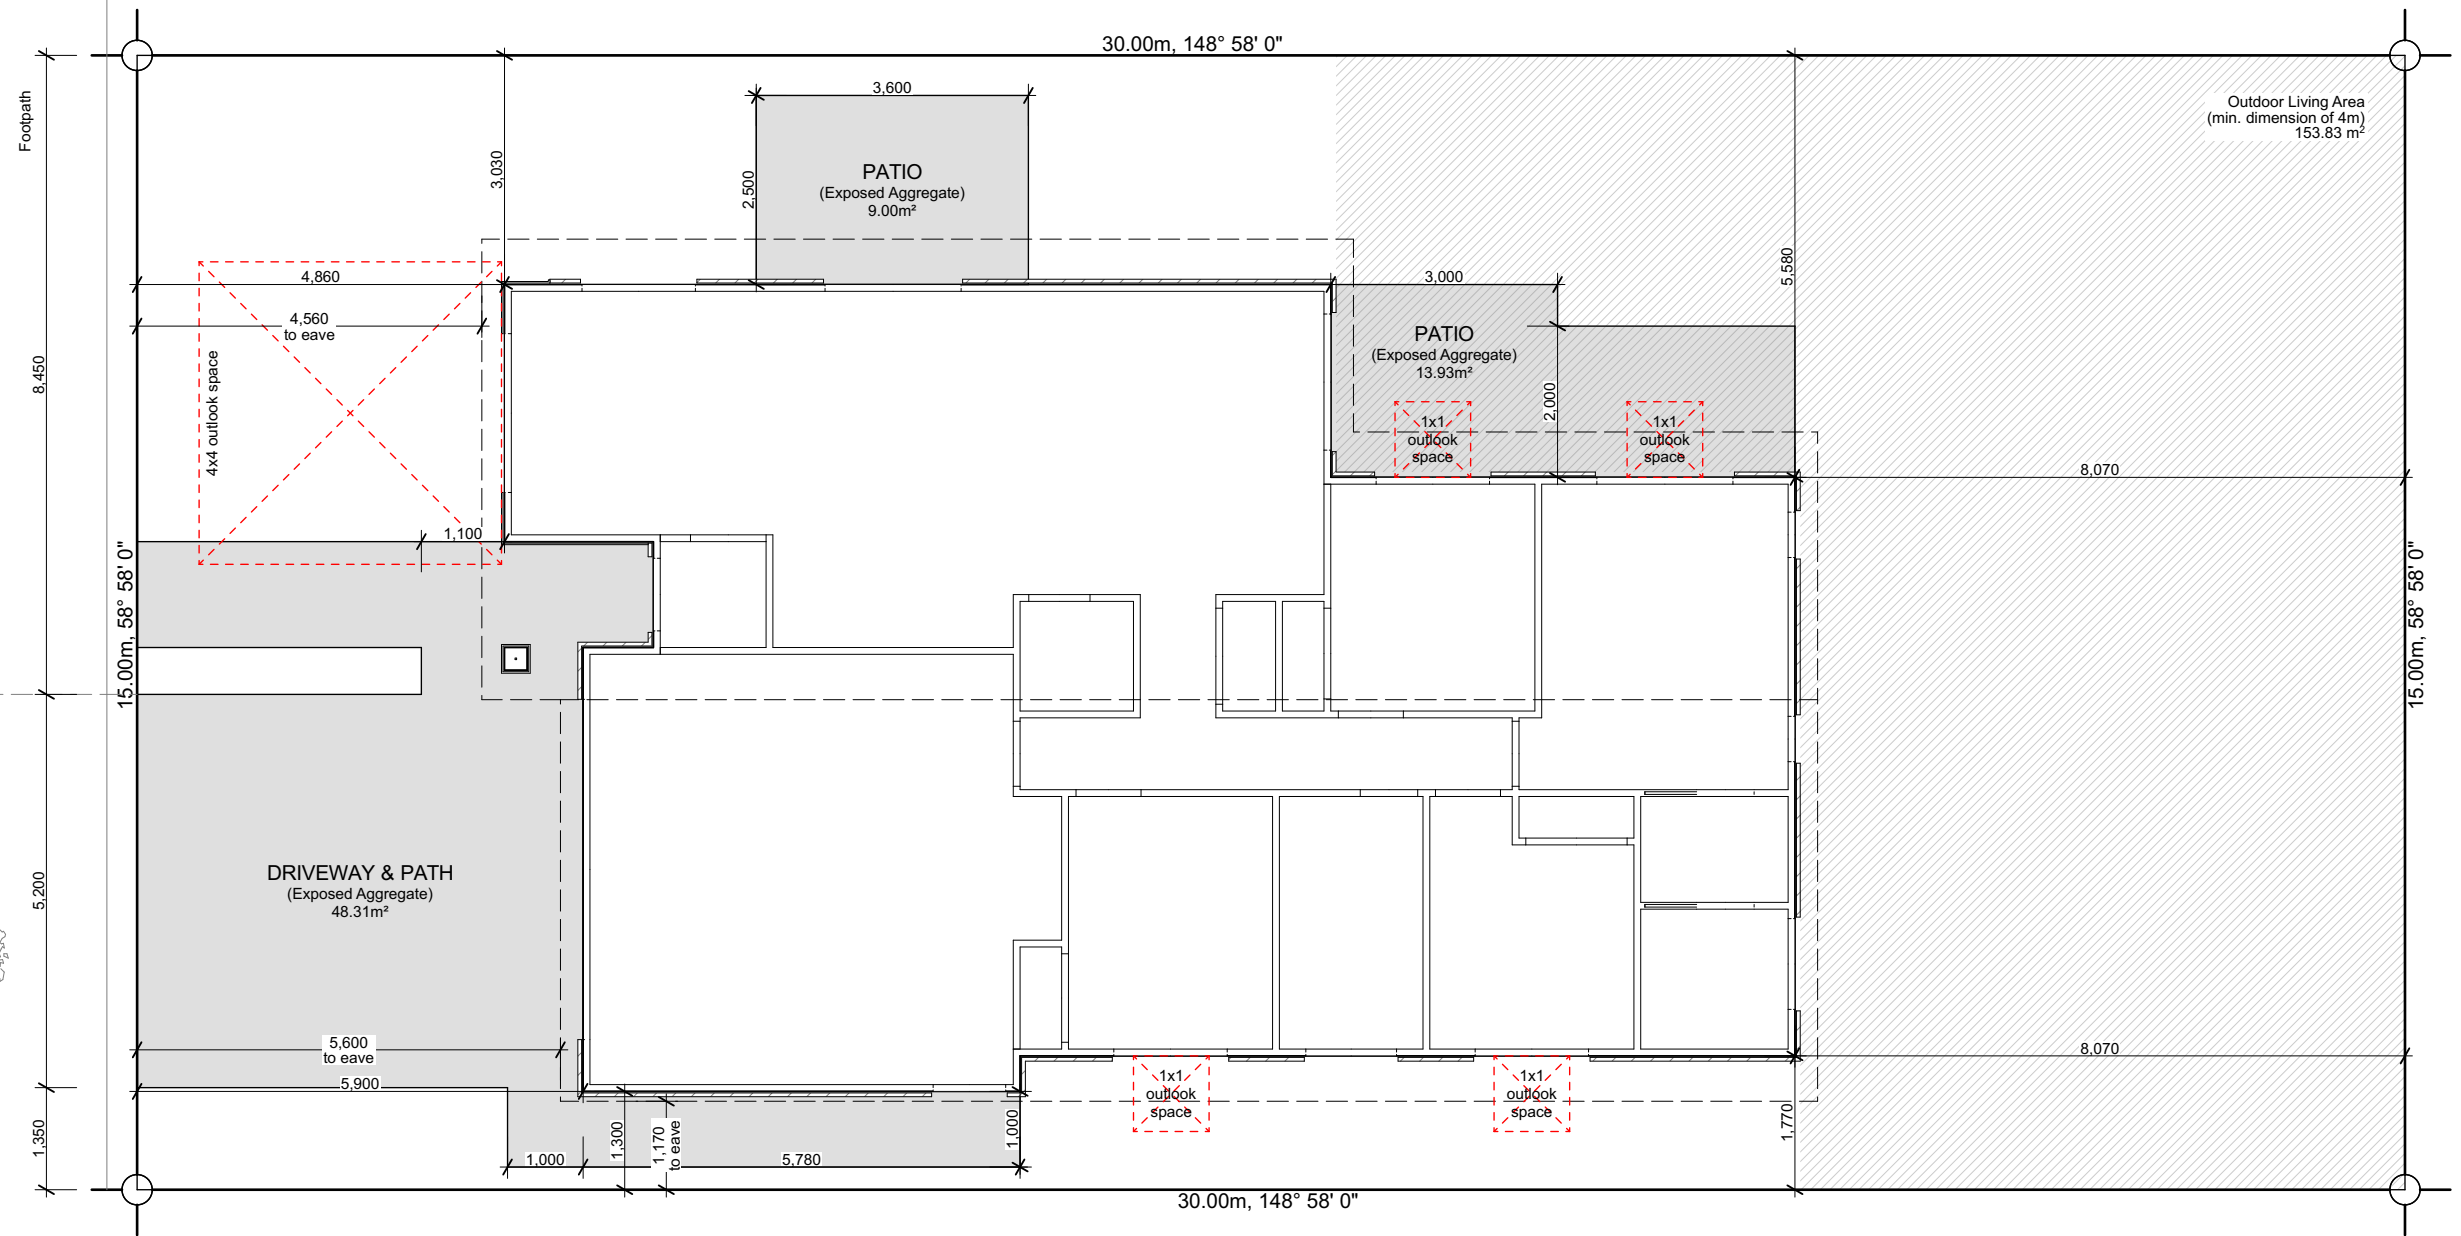 30.00m, 148° 58' 0"
Footpath
3,600
Outdoor Living Area
(min. dimension of 4m)
153.83 m²
3,030
2,500
PATIO
(Exposed Aggregate)
9.00m²
5,580
4,860
3,000
4,560
to eave
PATIO
(Exposed Aggregate)
13.93m²
8,450
4x4 outlook space
2,000
1x1
outlook
space
1x1
outlook
space
8,070
1,100
15.00m, 58° 58' 0"
15.00m, 58° 58' 0"
DRIVEWAY & PATH
(Exposed Aggregate)
48.31m²
5,200
5,600
to eave
8,070
5,900
1x1
outlook
space
1x1
outlook
space
1,350
1,300
1,170
to eave
1,000
1,770
1,000
5,780
30.00m, 148° 58' 0"